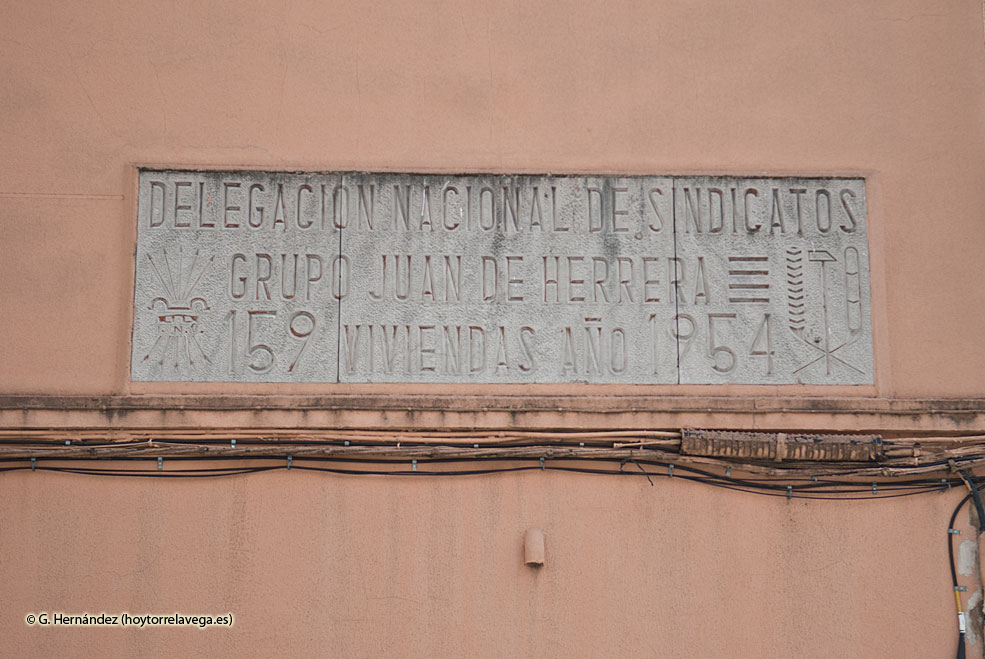 DELEGACION NACIONAL DE SINDICATOS
GRUPO JUAN DE HERRERA
159 VIVIENDAS AÑO 1954
© G. Hernández (hoytorrelavega.es)